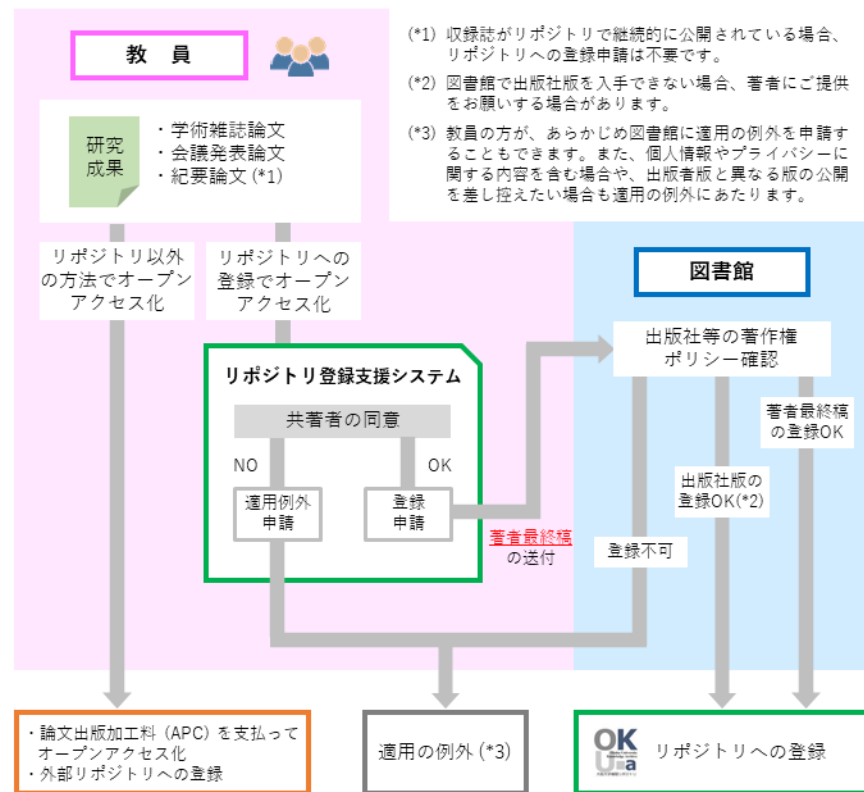 教 員
(*1) 収録誌がリポジトリで継続的に公開されている場合、
リポジトリへの登録申請は不要です。
(*2) 図書館で出版社版を入手できない場合、著者にご提供
をお願いする場合があります。
(*3) 教員の方が、あらかじめ図書館に適用の例外を申請す
ることもできます。また、個人情報やプライバシーに
関する内容を含む場合や、出版者版と異なる版の公開
を差し控えたい場合も適用の例外にあたります。
研究
成果
・学術雑誌論文
・会議発表論文
・紀要論文(*1)
リポジトリ以外
の方法でオープン
アクセス化
リポジトリへの
登録でオープン
アクセス化
図書館
リポジトリ登録支援システム
共著者の同意
NO
OK
適用例外
申請
登録
申請
著者最終稿
の送付
出版社等の著作権
ポリシー確認
著者最終稿
の登録OK
出版社版の
登録OK(*2)
登録不可
・論文出版加工料（APC）を支払って
オープンアクセス化
・外部リポジトリへの登録
適用の例外(*3)
OK
U-a
リポジトリへの登録